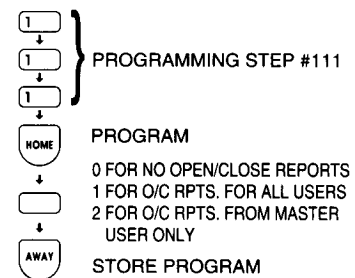 1
1
PROGRAMMING STEP #111
1
HOME
PROGRAM
0 FOR NO OPEN/CLOSE REPORTS
1 FOR O/C RPTS. FOR ALL USERS
2 FOR O/C RPTS. FROM MASTER
USER ONLY
AWAY
STORE PROGRAM